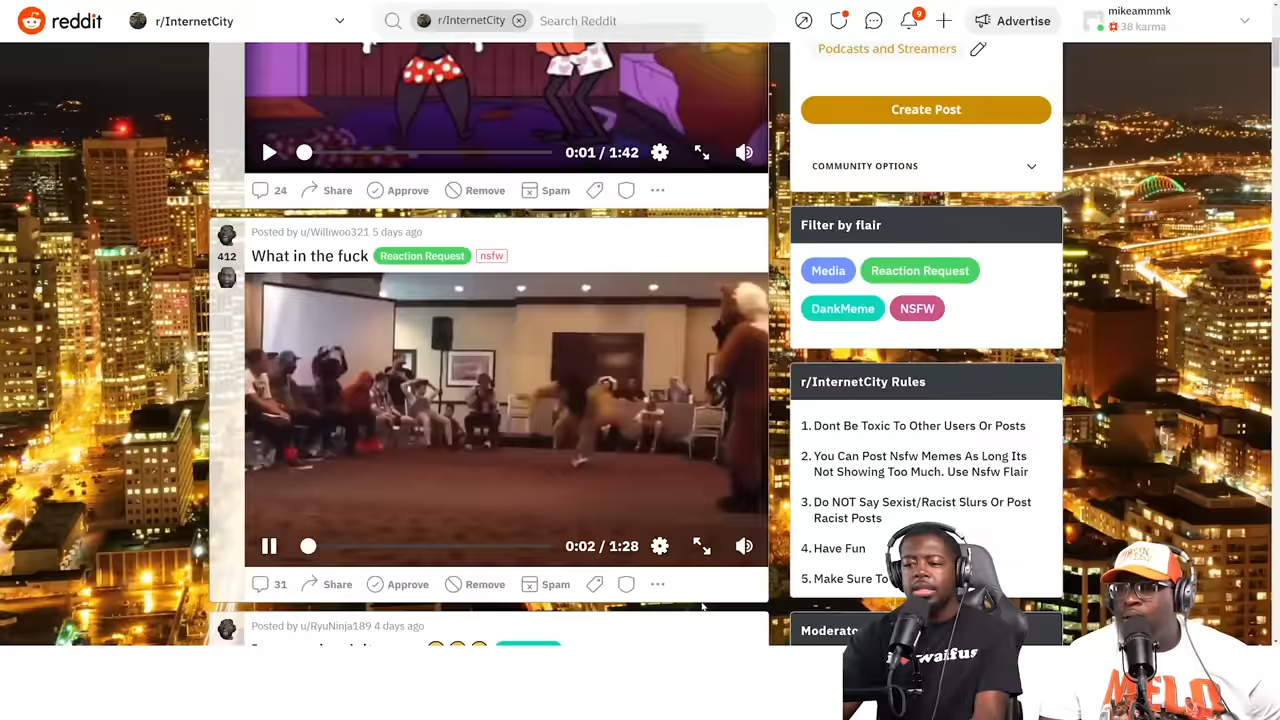 reddit r/InternetCity r/InternetCity Search Reddit 9 Advertise mikeammmk 38 karma
0:01 / 1:42
24 Share Approve Remove Spam
Posted by u/Williwoo321 5 days ago
412
What in the fuck Reaction Request nsfw
0:02 / 1:28
31 Share Approve Remove Spam
Posted by u/RyuNinja189 4 days ago
Podcasts and Streamers
Create Post
COMMUNITY OPTIONS
Filter by flair
Media Reaction Request
DankMeme NSFW
r/InternetCity Rules
1. Dont Be Toxic To Other Users Or Posts
2. You Can Post Nsfw Memes As Long Its
Not Showing Too Much. Use Nsfw Flair
3. Do NOT Say Sexist/Racist Slurs Or Post
Racist Posts
4. Have Fun
5. Make Sure To
Moderato
waifus
MELO